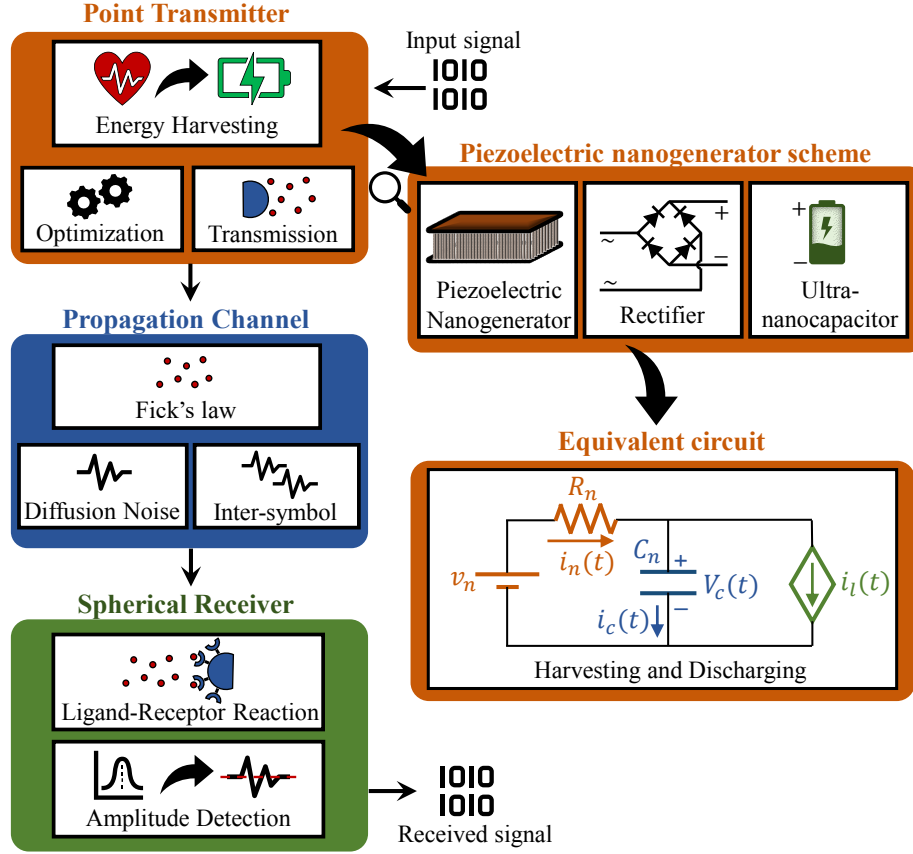 Point Transmitter
Input signal
1010
1010
Energy Harvesting
Optimization
Transmission
Piezoelectric nanogenerator scheme
Piezoelectric
Nanogenerator
~
~
+
−
Rectifier
+
−
Ultra-
nanocapacitor
Propagation Channel
Fick's law
Diffusion Noise
Inter-symbol
Equivalent circuit
R_n
i_n(t)
v_n
C_n
+
V_c(t)
−
i_c(t)
i_l(t)
Harvesting and Discharging
Spherical Receiver
Ligand-Receptor Reaction
Amplitude Detection
1010
1010
Received signal